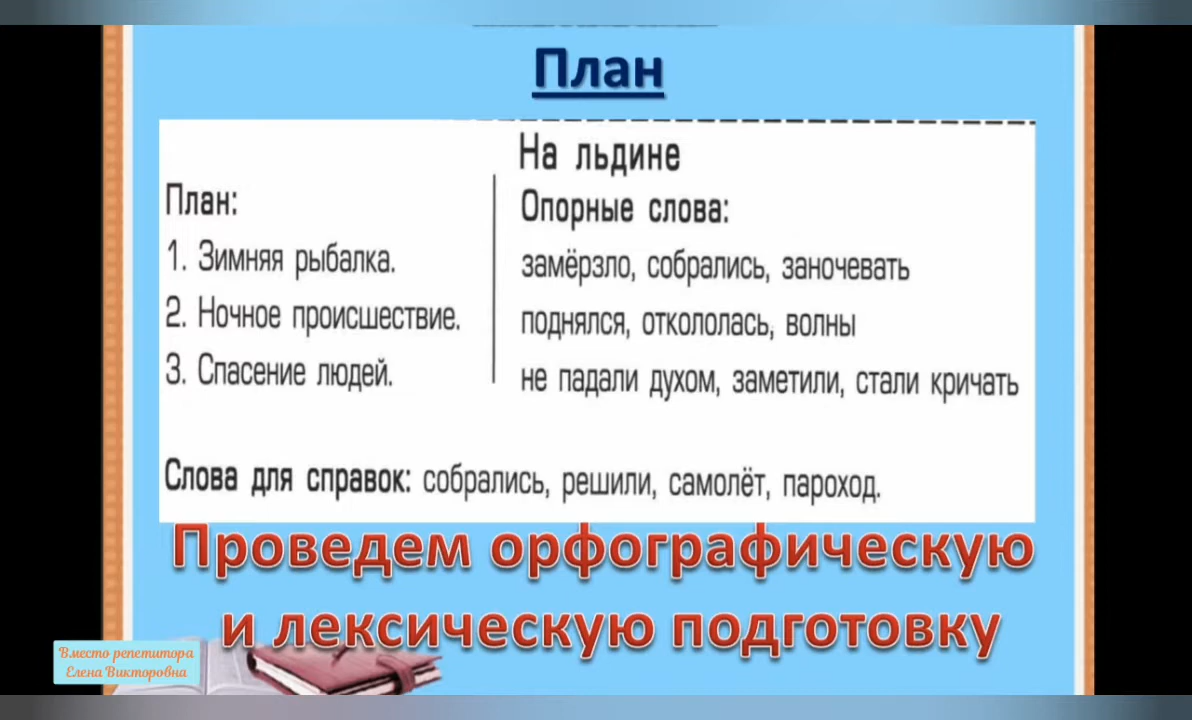 План
На льдине
План:
Опорные слова:
1. Зимняя рыбалка.
замёрзло, собрались, заночевать
2. Ночное происшествие.
поднялся, откололась, волны
3. Спасение людей.
не падали духом, заметили, стали кричать
Слова для справок: собрались, решили, самолёт, пароход.
Проведем орфографическую
и лексическую подготовку
Вместо репетитора
Елена Викторовна